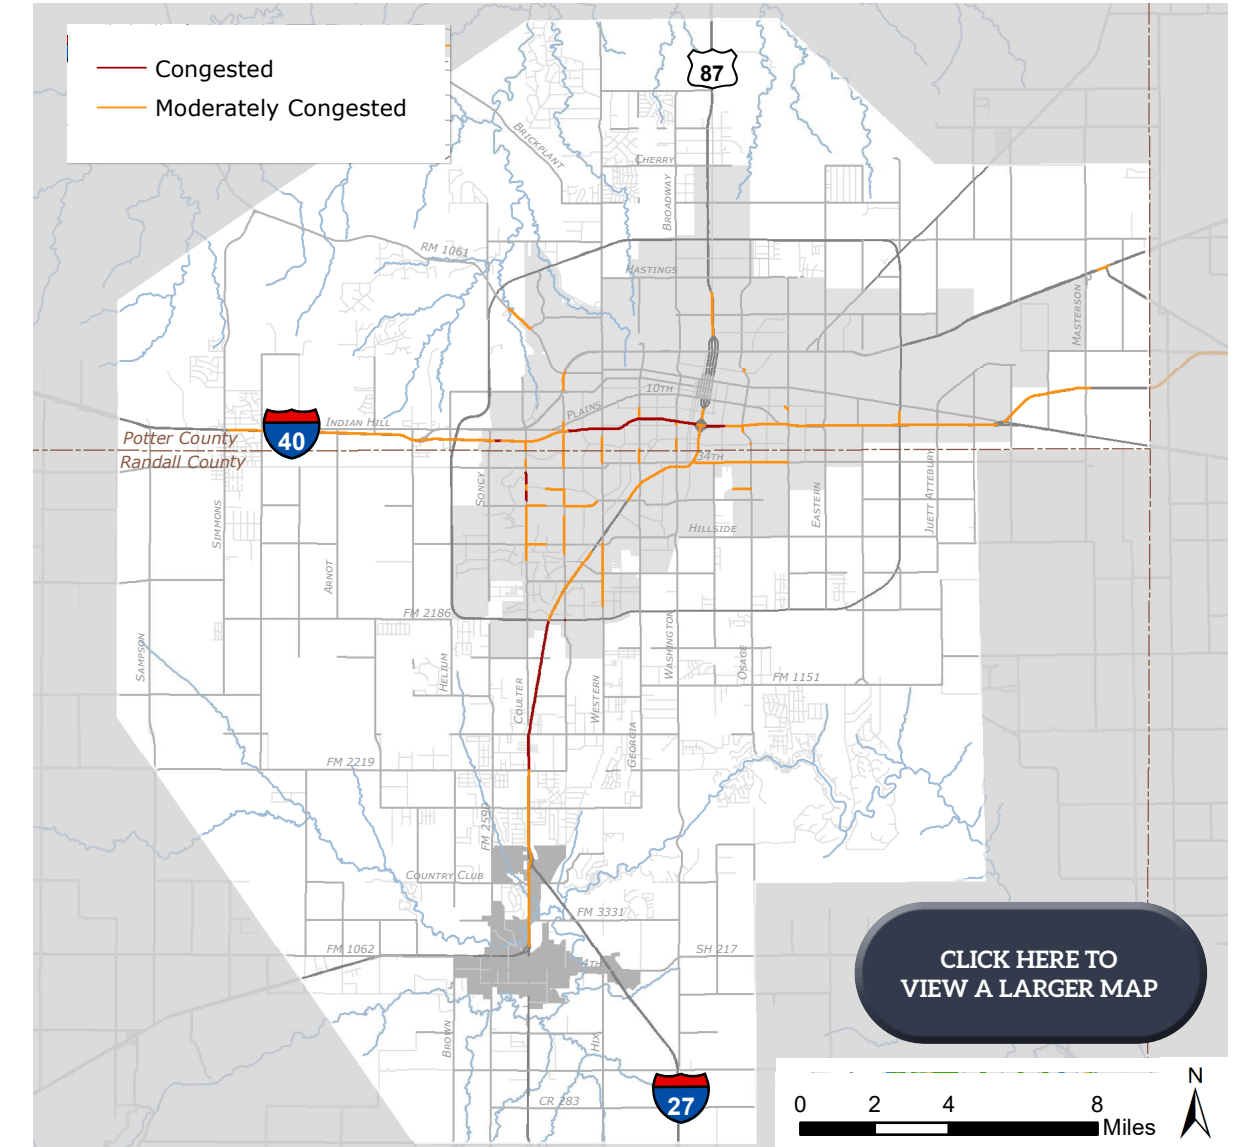 Congested
Moderately Congested
87
BRICKPLANT
CHERRY
BROADWAY
RM 1061
HASTINGS
MASTERSON
10TH
PLAINS
INDIAN HILL
40
Potter County
Randall County
34TH
SONCY
SIMMONS
HILLSIDE
EASTERN
JUETT ATTEBURY
ARNOT
FM 2186
SAMPSON
HELIUM
COULTER
WESTERN
WASHINGTON
OSAGE
FM 1151
GEORGIA
FM 2219
FM 2590
COUNTRY CLUB
FM 3331
FM 1062
4TH
SH 217
BROWN
HIX
CR 283
27
CLICK HERE TO
VIEW A LARGER MAP
N
0 2 4 8
Miles